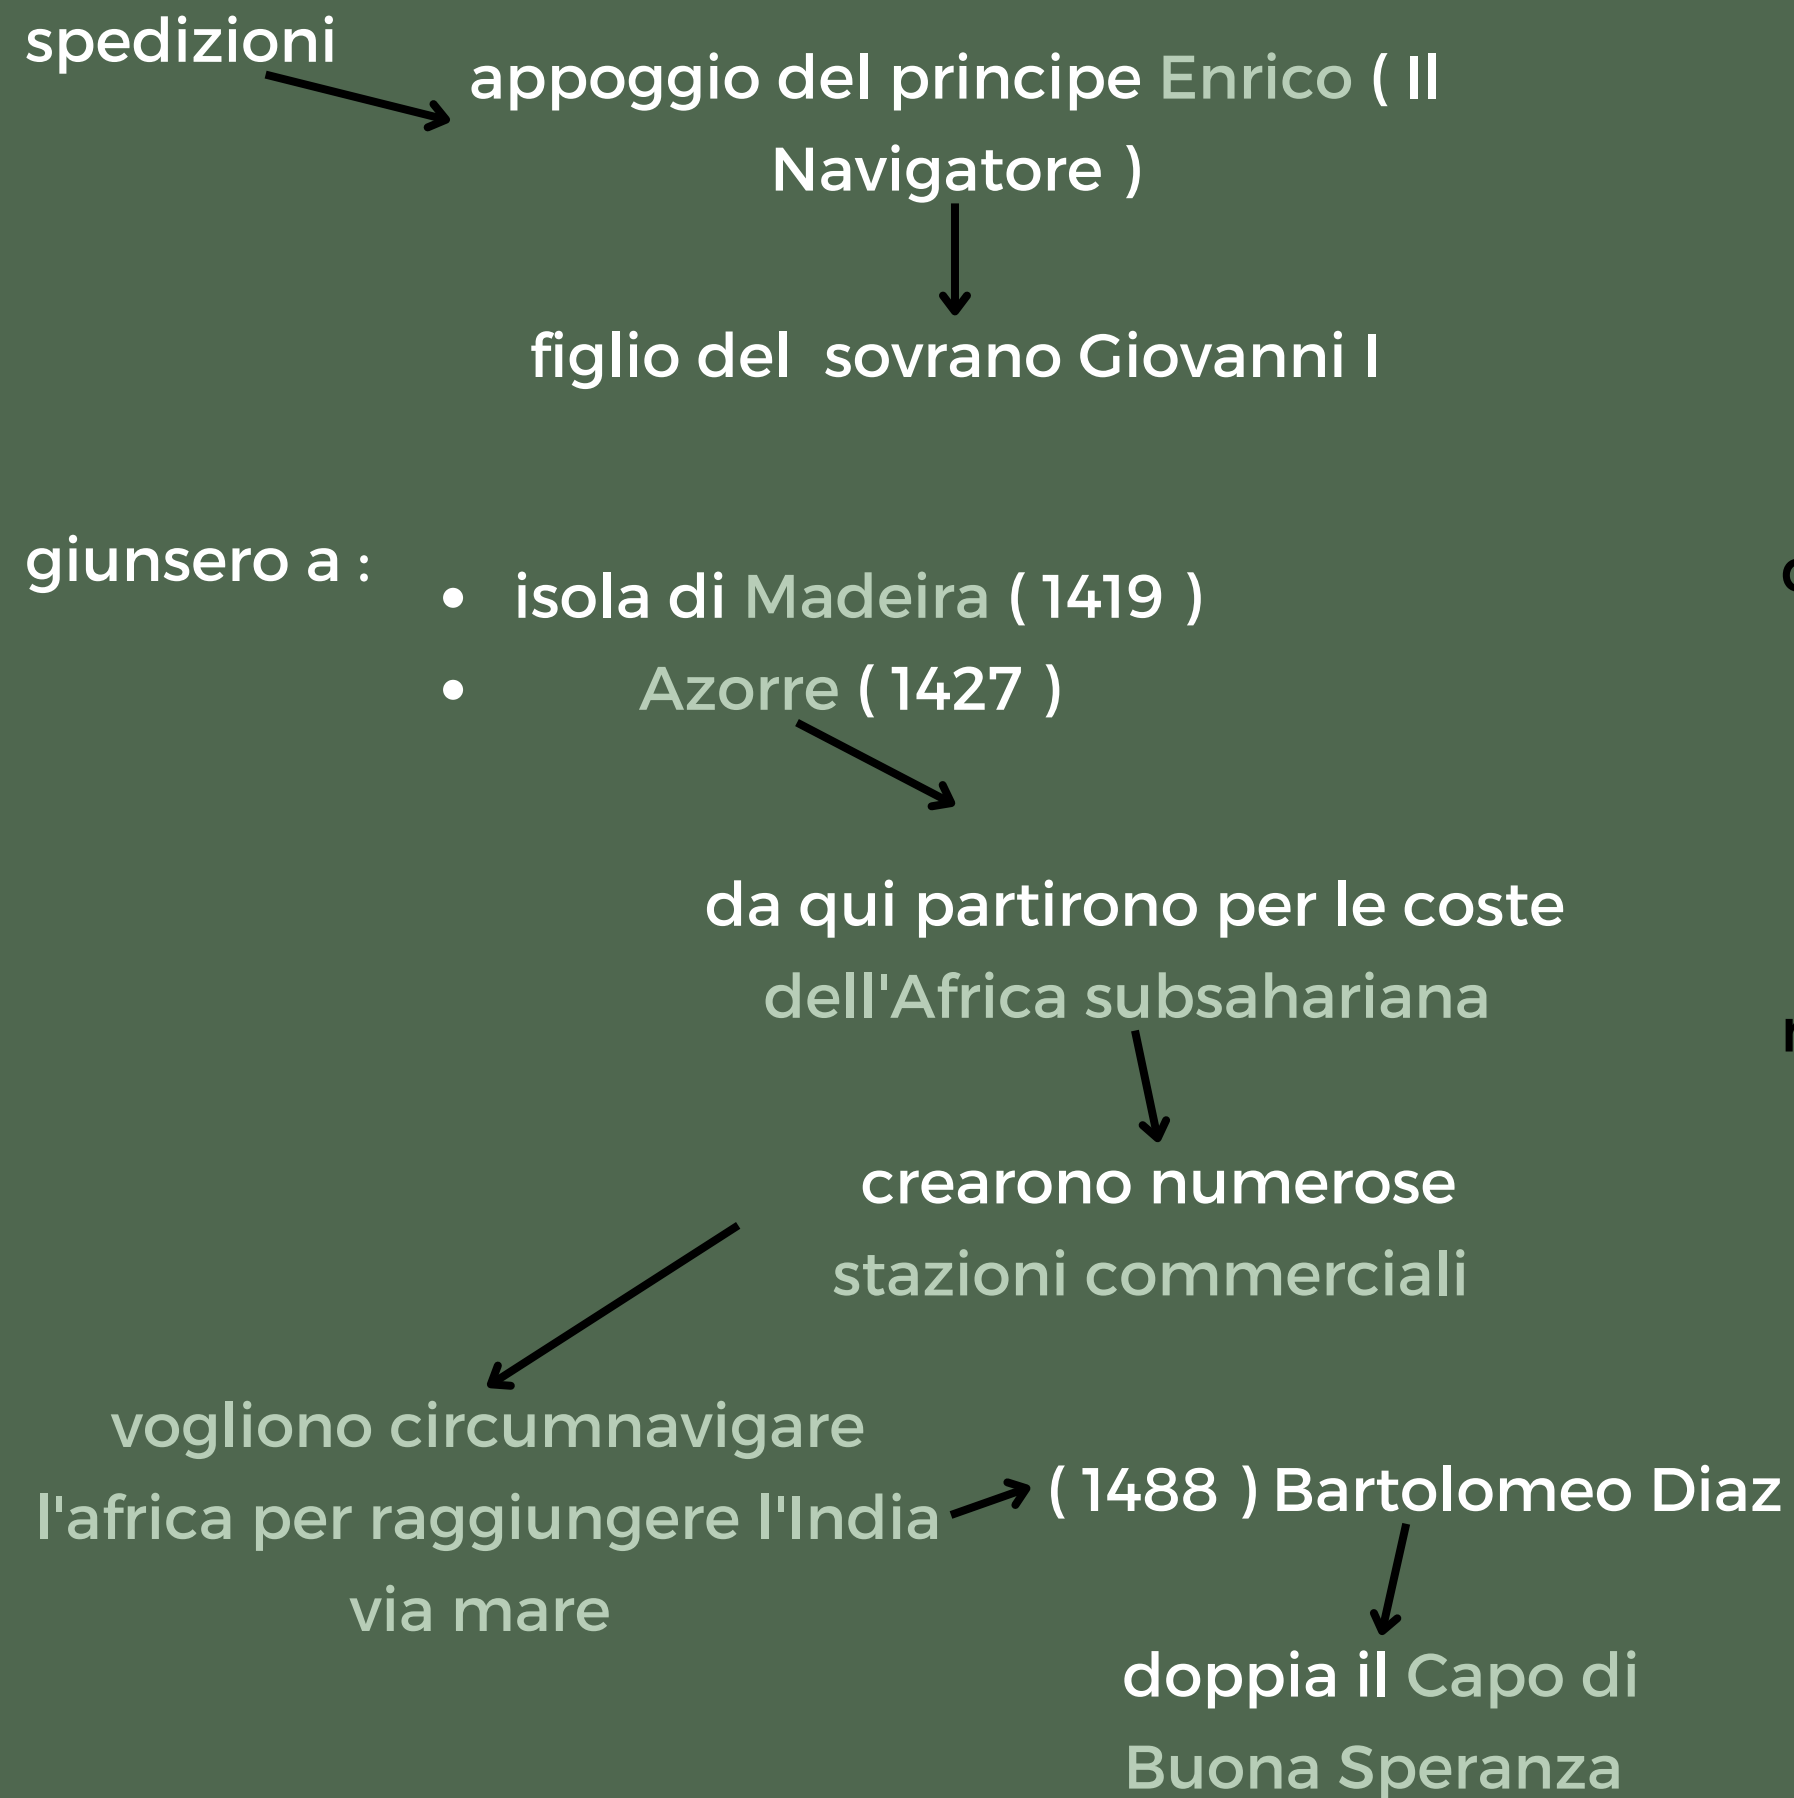 spedizioni
appoggio del principe Enrico ( Il
Navigatore )
figlio del sovrano Giovanni I
giunsero a :
• isola di Madeira ( 1419 )
• Azorre ( 1427 )
da qui partirono per le coste
dell'Africa subsahariana
crearono numerose
stazioni commerciali
vogliono circumnavigare
l'africa per raggiungere l'India
via mare
( 1488 ) Bartolomeo Diaz
doppia il Capo di
Buona Speranza